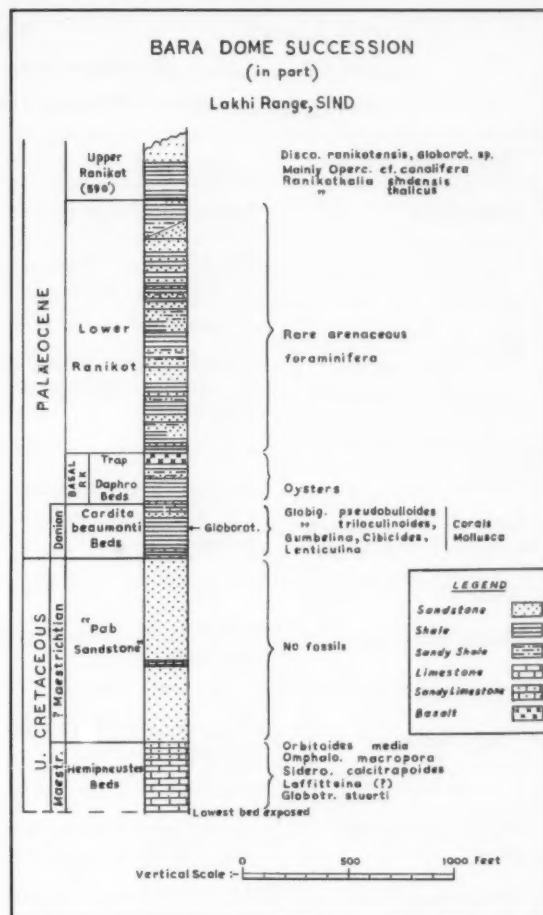 BARA DOME SUCCESSION
(in part)
Lakhi Range, SIND
PALAEOCENE
Upper
Ranikot
(590')
Disco. ranikotensis, Globorot. sp.
Mainly Operc. cf. canalifera
Ranikothalia sindensis
" thalicus
Lower
Ranikot
Rare arenaceous
foraminifera
BASAL
RK
Trap
Daphro
Beds
Oysters
Danian
Cardita
beaumonti
Beds
Globorot.
Globig. pseudobulloides
" triloculinoides,
Gumbelina, Cibicides,
Lenticulina
Corals
Mollusca
U. CRETACEOUS
? Maestrichtian
"Pab
Sandstone"
No fossils
Maestr.
Hemipneustes
Beds
Orbitoides media
Omphalo. macropora
Sidero. calcitrapoides
Laffitteina (?)
Globotr. stuarti
Lowest bed exposed
LEGEND
Sandstone
Shale
Sandy Shale
Limestone
Sandy Limestone
Basalt
Vertical Scale :-
0 500 1000 Feet